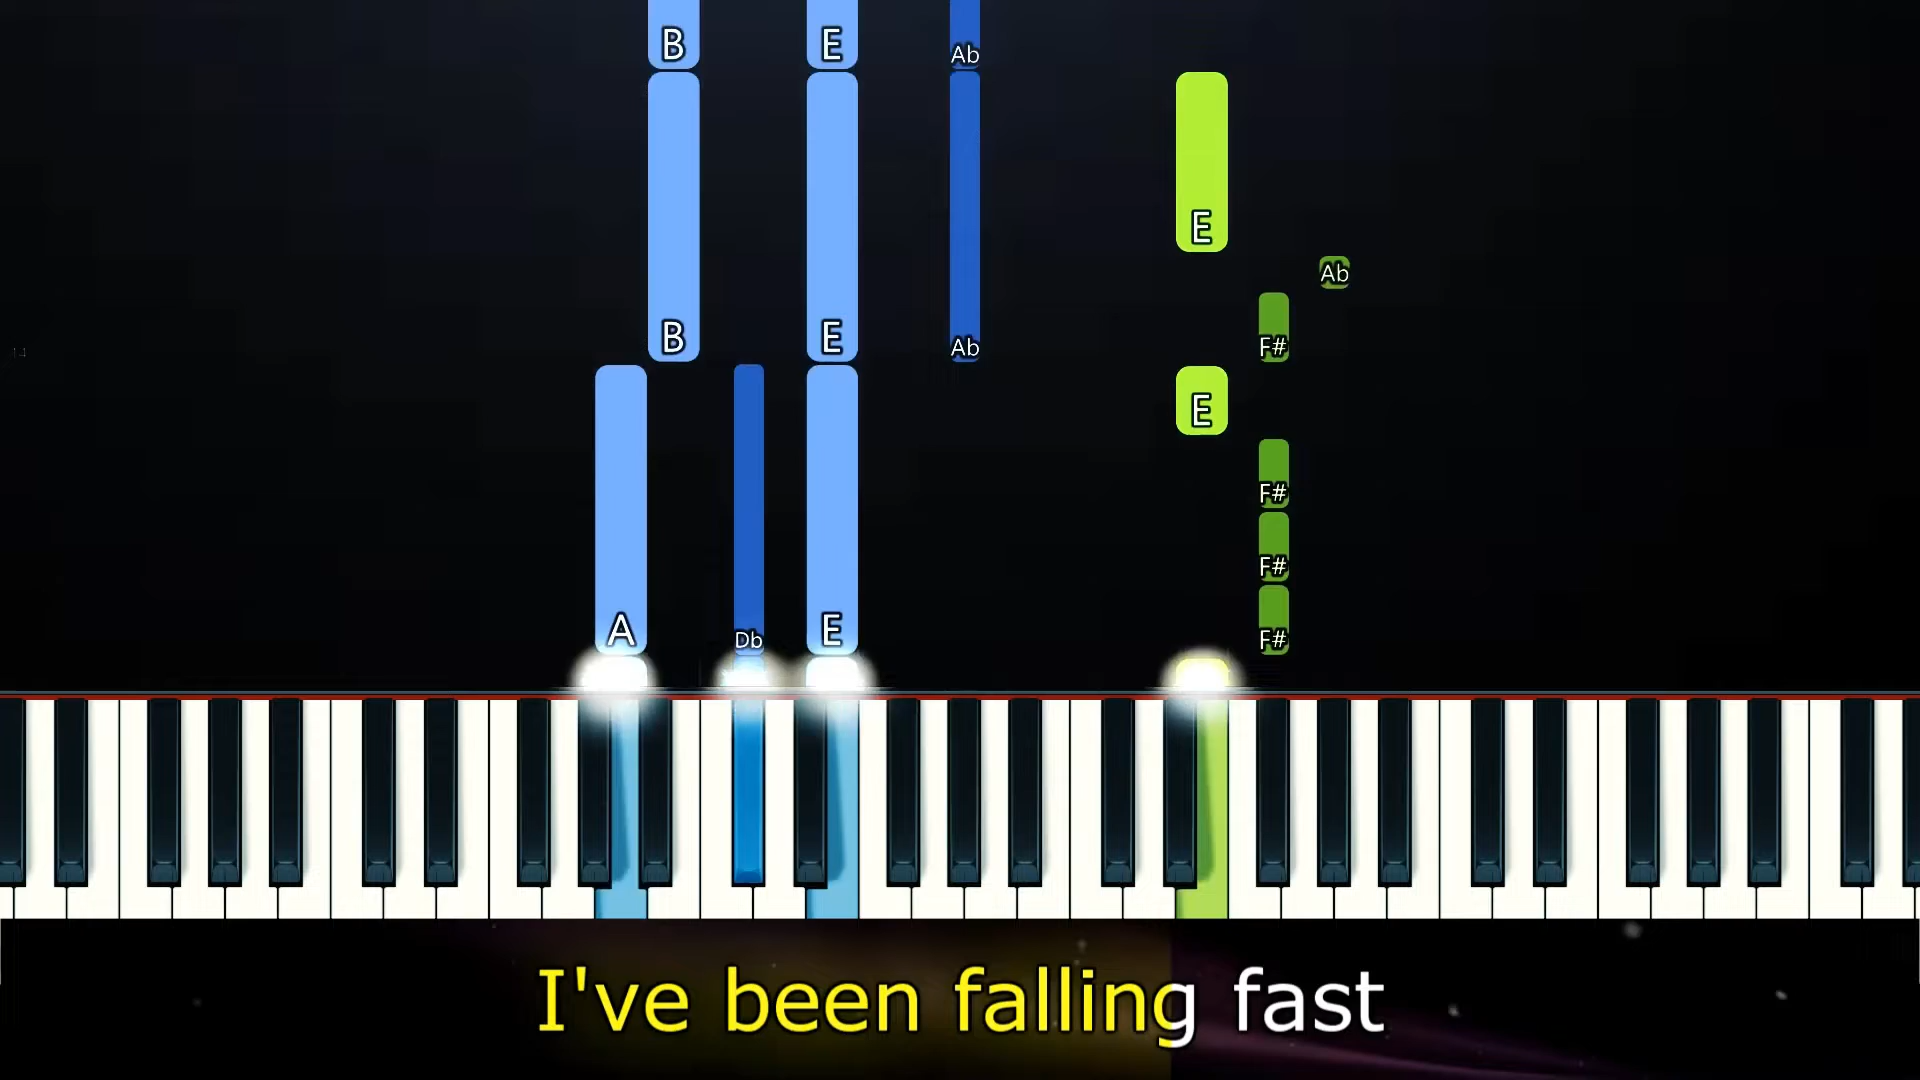 B E Ab
E
Ab
B E Ab F#
E
F#
F#
A Db E F#
I've been falling fast